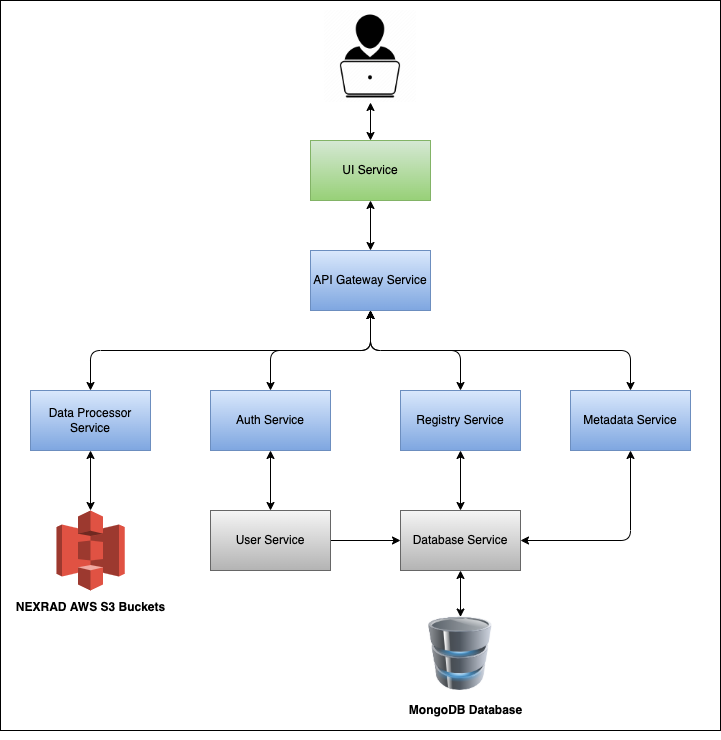 UI Service
API Gateway Service
Data Processor
Service
Auth Service
Registry Service
Metadata Service
User Service
Database Service
NEXRAD AWS S3 Buckets
MongoDB Database